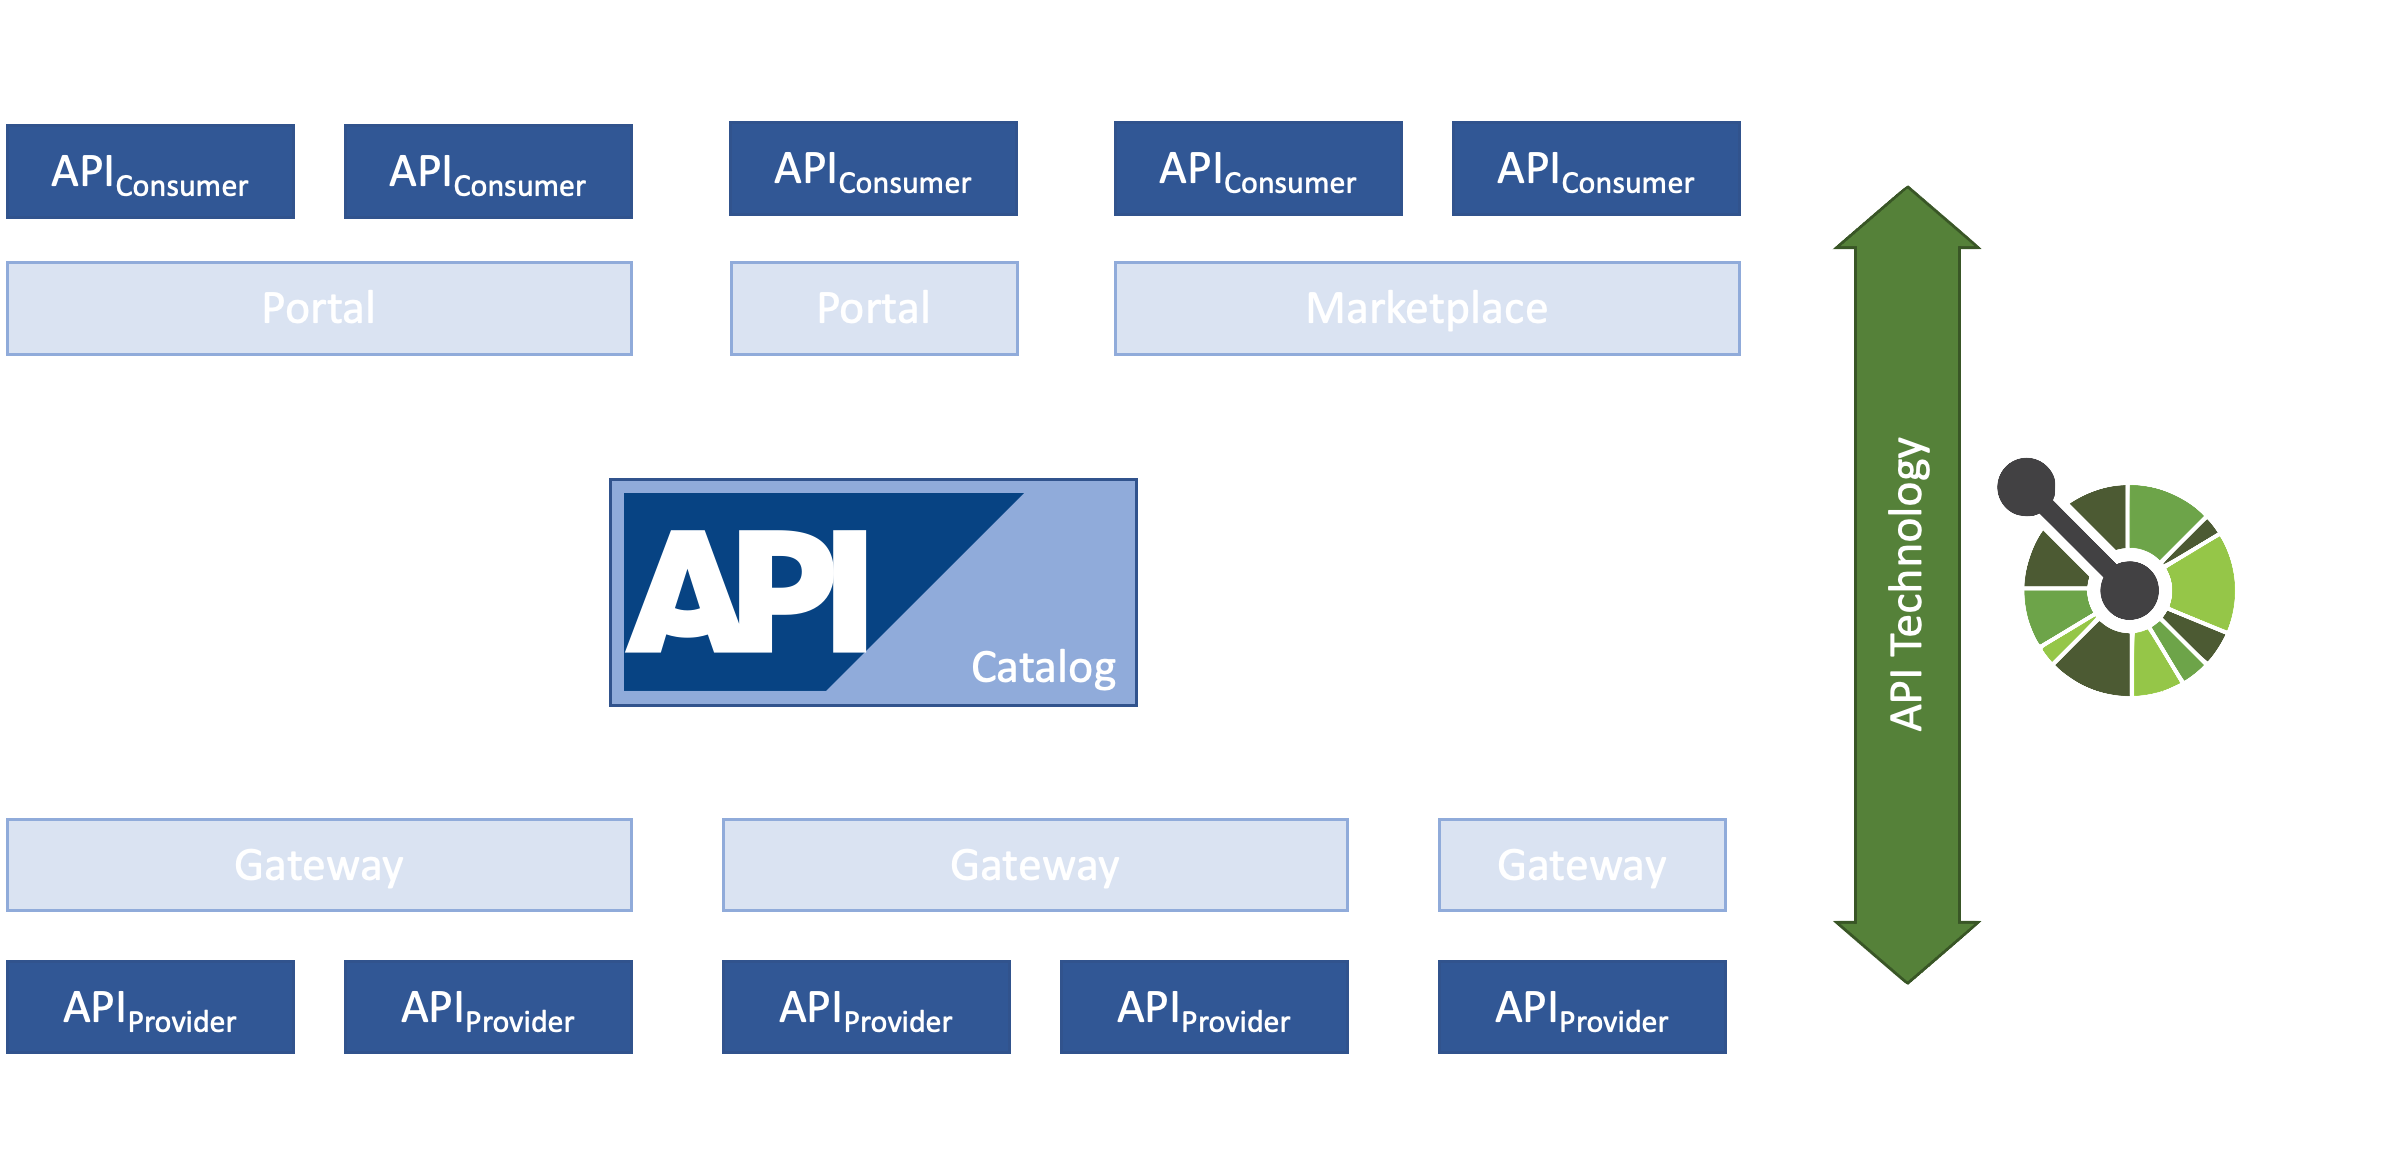 API Consumer
API Consumer
API Consumer
API Consumer
API Consumer
Portal
Portal
Marketplace
API
Catalog
API Technology
Gateway
Gateway
Gateway
API Provider
API Provider
API Provider
API Provider
API Provider